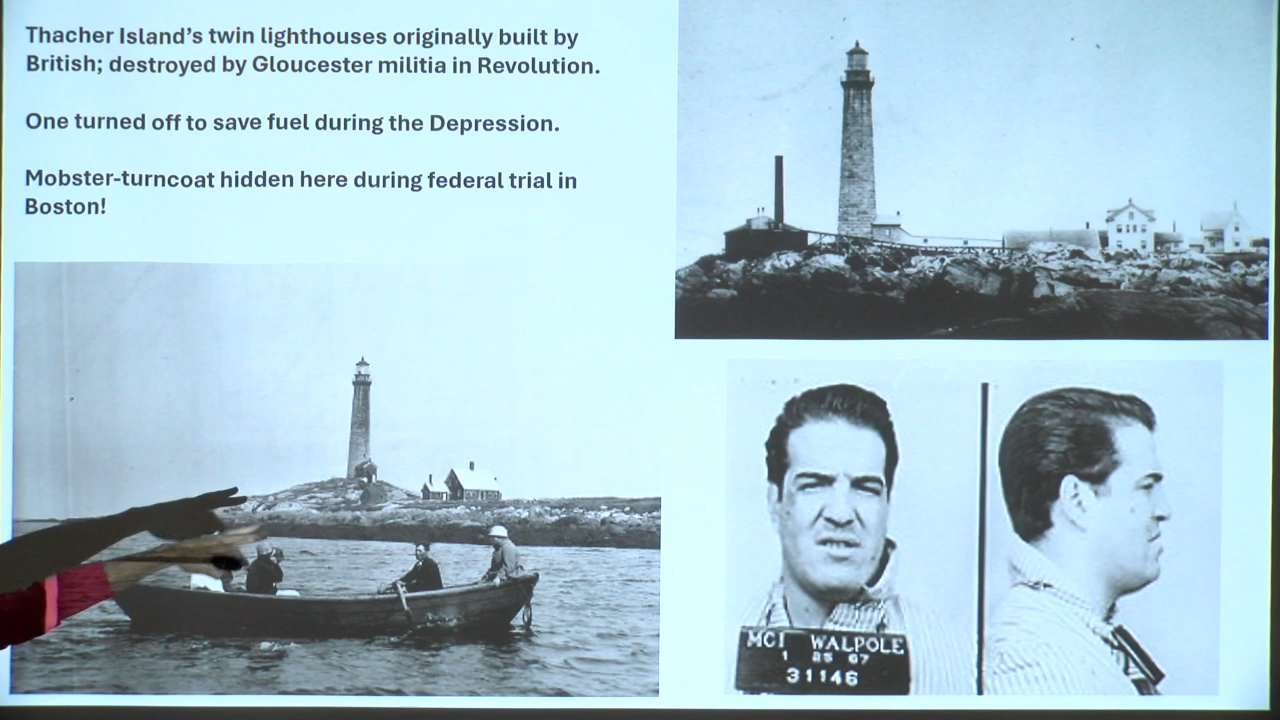 Thacher Island’s twin lighthouses originally built by
British; destroyed by Gloucester militia in Revolution.
One turned off to save fuel during the Depression.
Mobster-turncoat hidden here during federal trial in
Boston!
MCI WALPOLE
1 25 67
31146